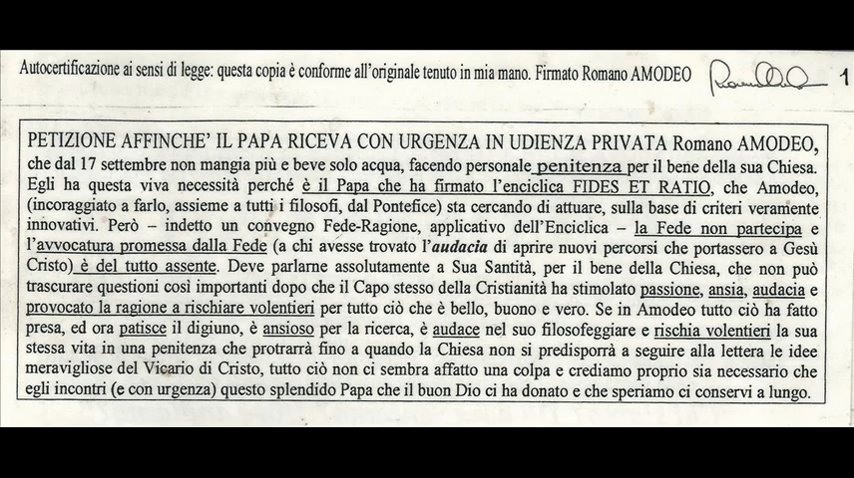 Autocertificazione ai sensi di legge: questa copia è conforme all'originale tenuto in mia mano. Firmato Romano AMODEO 1
PETIZIONE AFFINCHE' IL PAPA RICEVA CON URGENZA IN UDIENZA PRIVATA Romano AMODEO,
che dal 17 settembre non mangia più e beve solo acqua, facendo personale penitenza per il bene della sua Chiesa.
Egli ha questa viva necessità perché è il Papa che ha firmato l'enciclica FIDES ET RATIO, che Amodeo,
(incoraggiato a farlo, assieme a tutti i filosofi, dal Pontefice) sta cercando di attuare, sulla base di criteri veramente
innovativi. Però – indetto un convegno Fede-Ragione, applicativo dell'Enciclica – la Fede non partecipa e
l'avvocatura promessa dalla Fede (a chi avesse trovato l'audacia di aprire nuovi percorsi che portassero a Gesù
Cristo) è del tutto assente. Deve parlarne assolutamente a Sua Santità, per il bene della Chiesa, che non può
trascurare questioni così importanti dopo che il Capo stesso della Cristianità ha stimolato passione, ansia, audacia e
provocato la ragione a rischiare volentieri per tutto ciò che è bello, buono e vero. Se in Amodeo tutto ciò ha fatto
presa, ed ora patisce il digiuno, è ansioso per la ricerca, è audace nel suo filosofeggiare e rischia volentieri la sua
stessa vita in una penitenza che protrarrà fino a quando la Chiesa non si predisporrà a seguire alla lettera le idee
meravigliose del Vicario di Cristo, tutto ciò non ci sembra affatto una colpa e crediamo proprio sia necessario che
egli incontri (e con urgenza) questo splendido Papa che il buon Dio ci ha donato e che speriamo ci conservi a lungo.